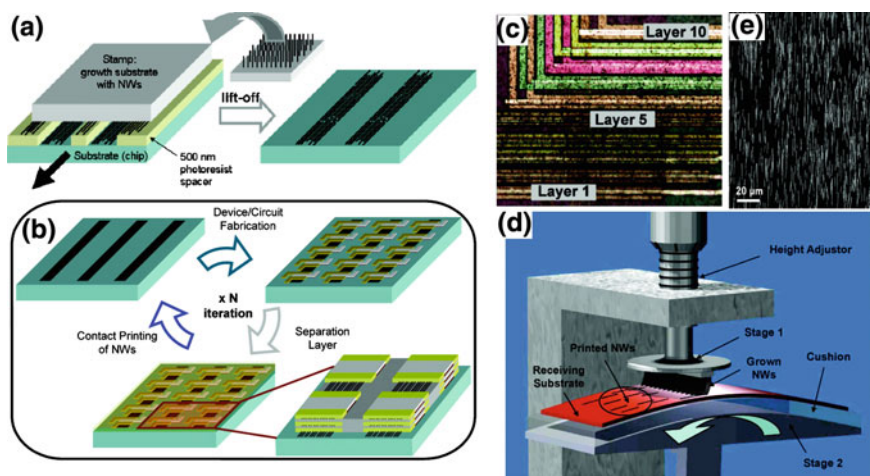 (a)
Stamp:
growth substrate
with NWs
lift-off
Substrate (chip)
500 nm
photoresist
spacer
(b)
Device/Circuit
Fabrication
x N
iteration
Contact Printing
of NWs
Separation
Layer
(c)
Layer 10
Layer 5
Layer 1
(e)
20 µm
(d)
Height Adjustor
Stage 1
Printed NWs
Grown
NWs
Receiving
Substrate
Cushion
Stage 2